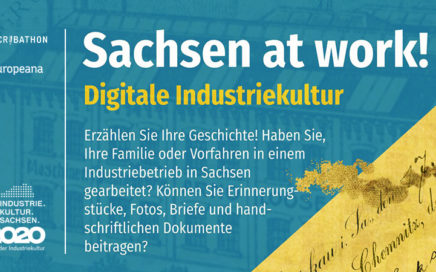 Sachsen at work!
Digitale Industriekultur
Erzählen Sie Ihre Geschichte! Haben Sie,
Ihre Familie oder Vorfahren in einem
Industriebetrieb in Sachsen
gearbeitet? Können Sie Erinnerung-
stücke, Fotos, Briefe und hand-
schriftlichen Dokumente
beitragen?
CR/BATHON
europeana
INDUSTRIE.
KULTUR.
SACHSEN.
2020
der Industriekultur
Chemnitz,